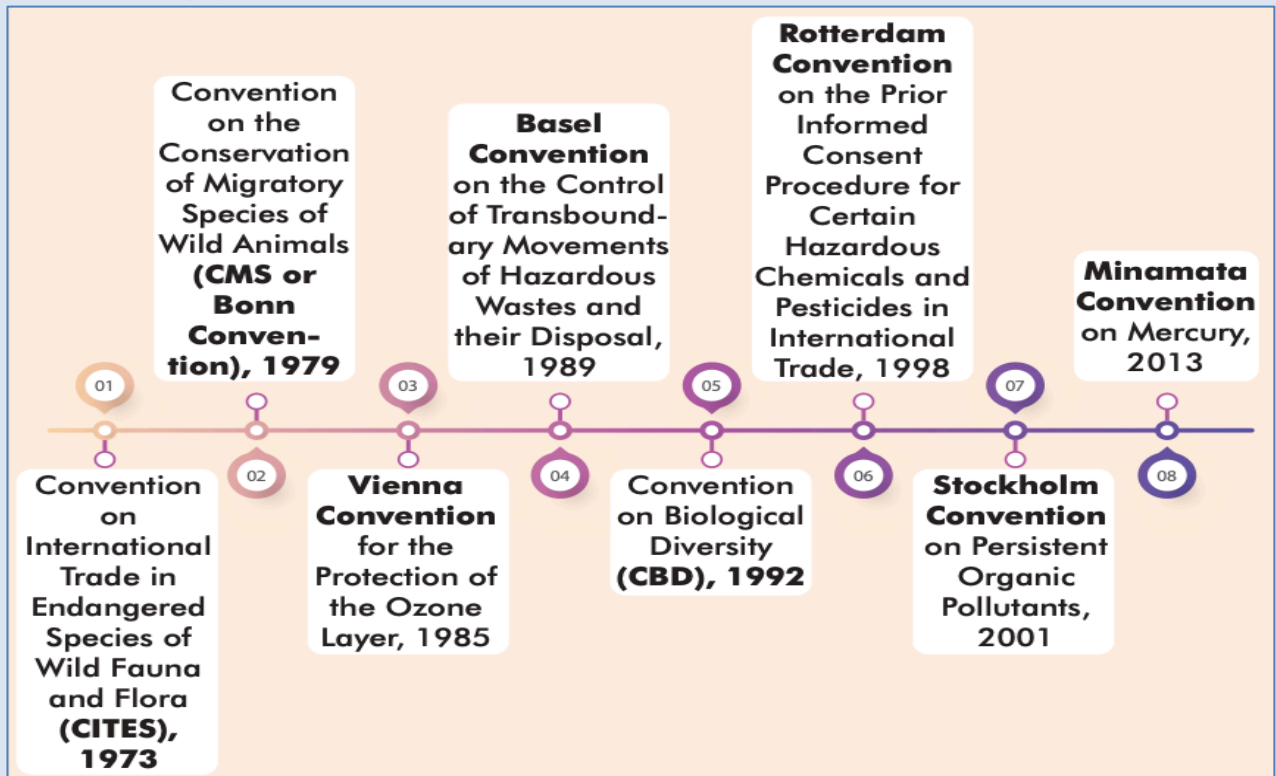 01
Convention
on
International
Trade in
Endangered
Species of
Wild Fauna
and Flora
(CITES),
1973
Convention
on the
Conservation
of Migratory
Species of
Wild Animals
(CMS or
Bonn
Conven-
tion), 1979
02
03
Vienna
Convention
for the
Protection of
the Ozone
Layer, 1985
Basel
Convention
on the Control
of Transbound-
ary Movements
of Hazardous
Wastes and
their Disposal,
1989
04
05
Convention
on Biological
Diversity
(CBD), 1992
Rotterdam
Convention
on the Prior
Informed
Consent
Procedure for
Certain
Hazardous
Chemicals and
Pesticides in
International
Trade, 1998
06
07
Stockholm
Convention
on Persistent
Organic
Pollutants,
2001
Minamata
Convention
on Mercury,
2013
08